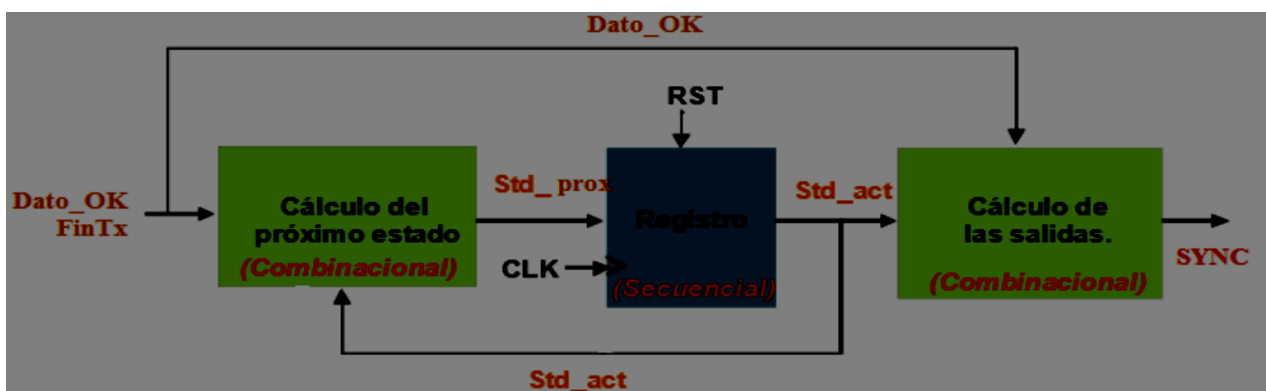 Dato_OK
RST
Dato_OK
FinTx
Cálculo del
próximo estado
(Combinacional)
Std_ prox
CLK
Registro
(Secuencial)
Std_act
Cálculo de
las salidas.
(Combinacional)
SYNC
Std_act